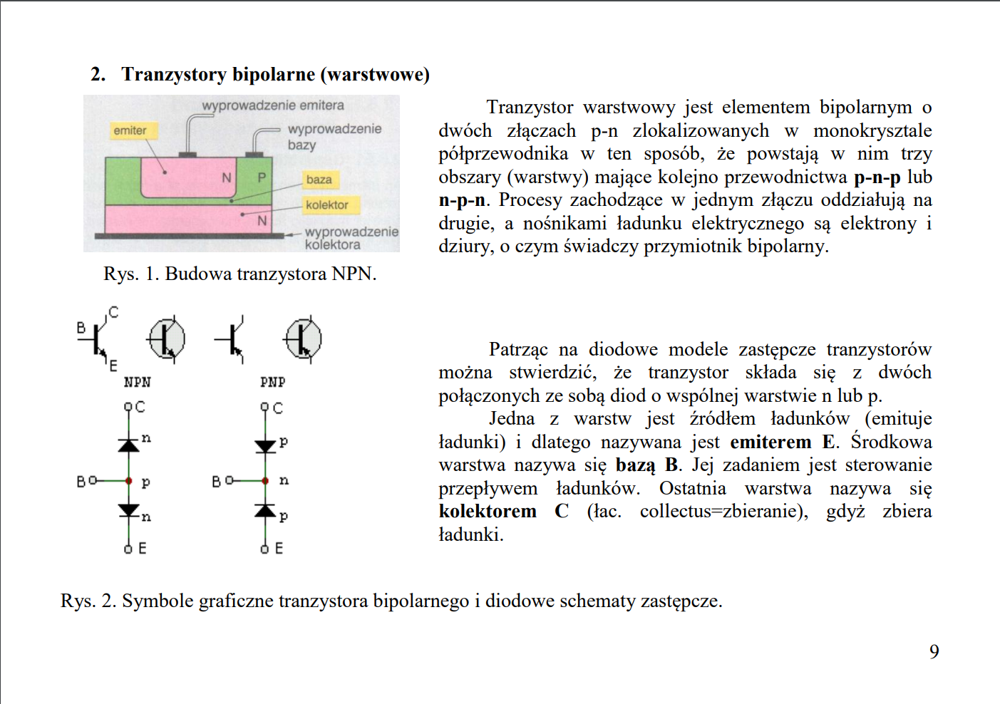 2. Tranzystory bipolarne (warstwowe)
wyprowadzenie emitera
emiter
wyprowadzenie
bazy
N
P
baza
kolektor
N
wyprowadzenie
kolektora
Rys. 1. Budowa tranzystora NPN.
Tranzystor warstwowy jest elementem bipolarnym o
dwóch złączach p-n zlokalizowanych w monokrysztale
półprzewodnika w ten sposób, że powstają w nim trzy
obszary (warstwy) mające kolejno przewodnictwa p-n-p lub
n-p-n. Procesy zachodzące w jednym złączu oddziałują na
drugie, a nośnikami ładunku elektrycznego są elektrony i
dziury, o czym świadczy przymiotnik bipolarny.
C
B
E
NPN
PNP
C
n
B
p
n
E
C
p
B
n
p
E
Patrząc na diodowe modele zastępcze tranzystorów
można stwierdzić, że tranzystor składa się z dwóch
połączonych ze sobą diod o wspólnej warstwie n lub p.
Jedna z warstw jest źródłem ładunków (emituje
ładunki) i dlatego nazywana jest emiterem E. Środkowa
warstwa nazywa się bazą B. Jej zadaniem jest sterowanie
przepływem ładunków. Ostatnia warstwa nazywa się
kolektorem C (łac. collectus=zbieranie), gdyż zbiera
ładunki.
Rys. 2. Symbole graficzne tranzystora bipolarnego i diodowe schematy zastępcze.
9